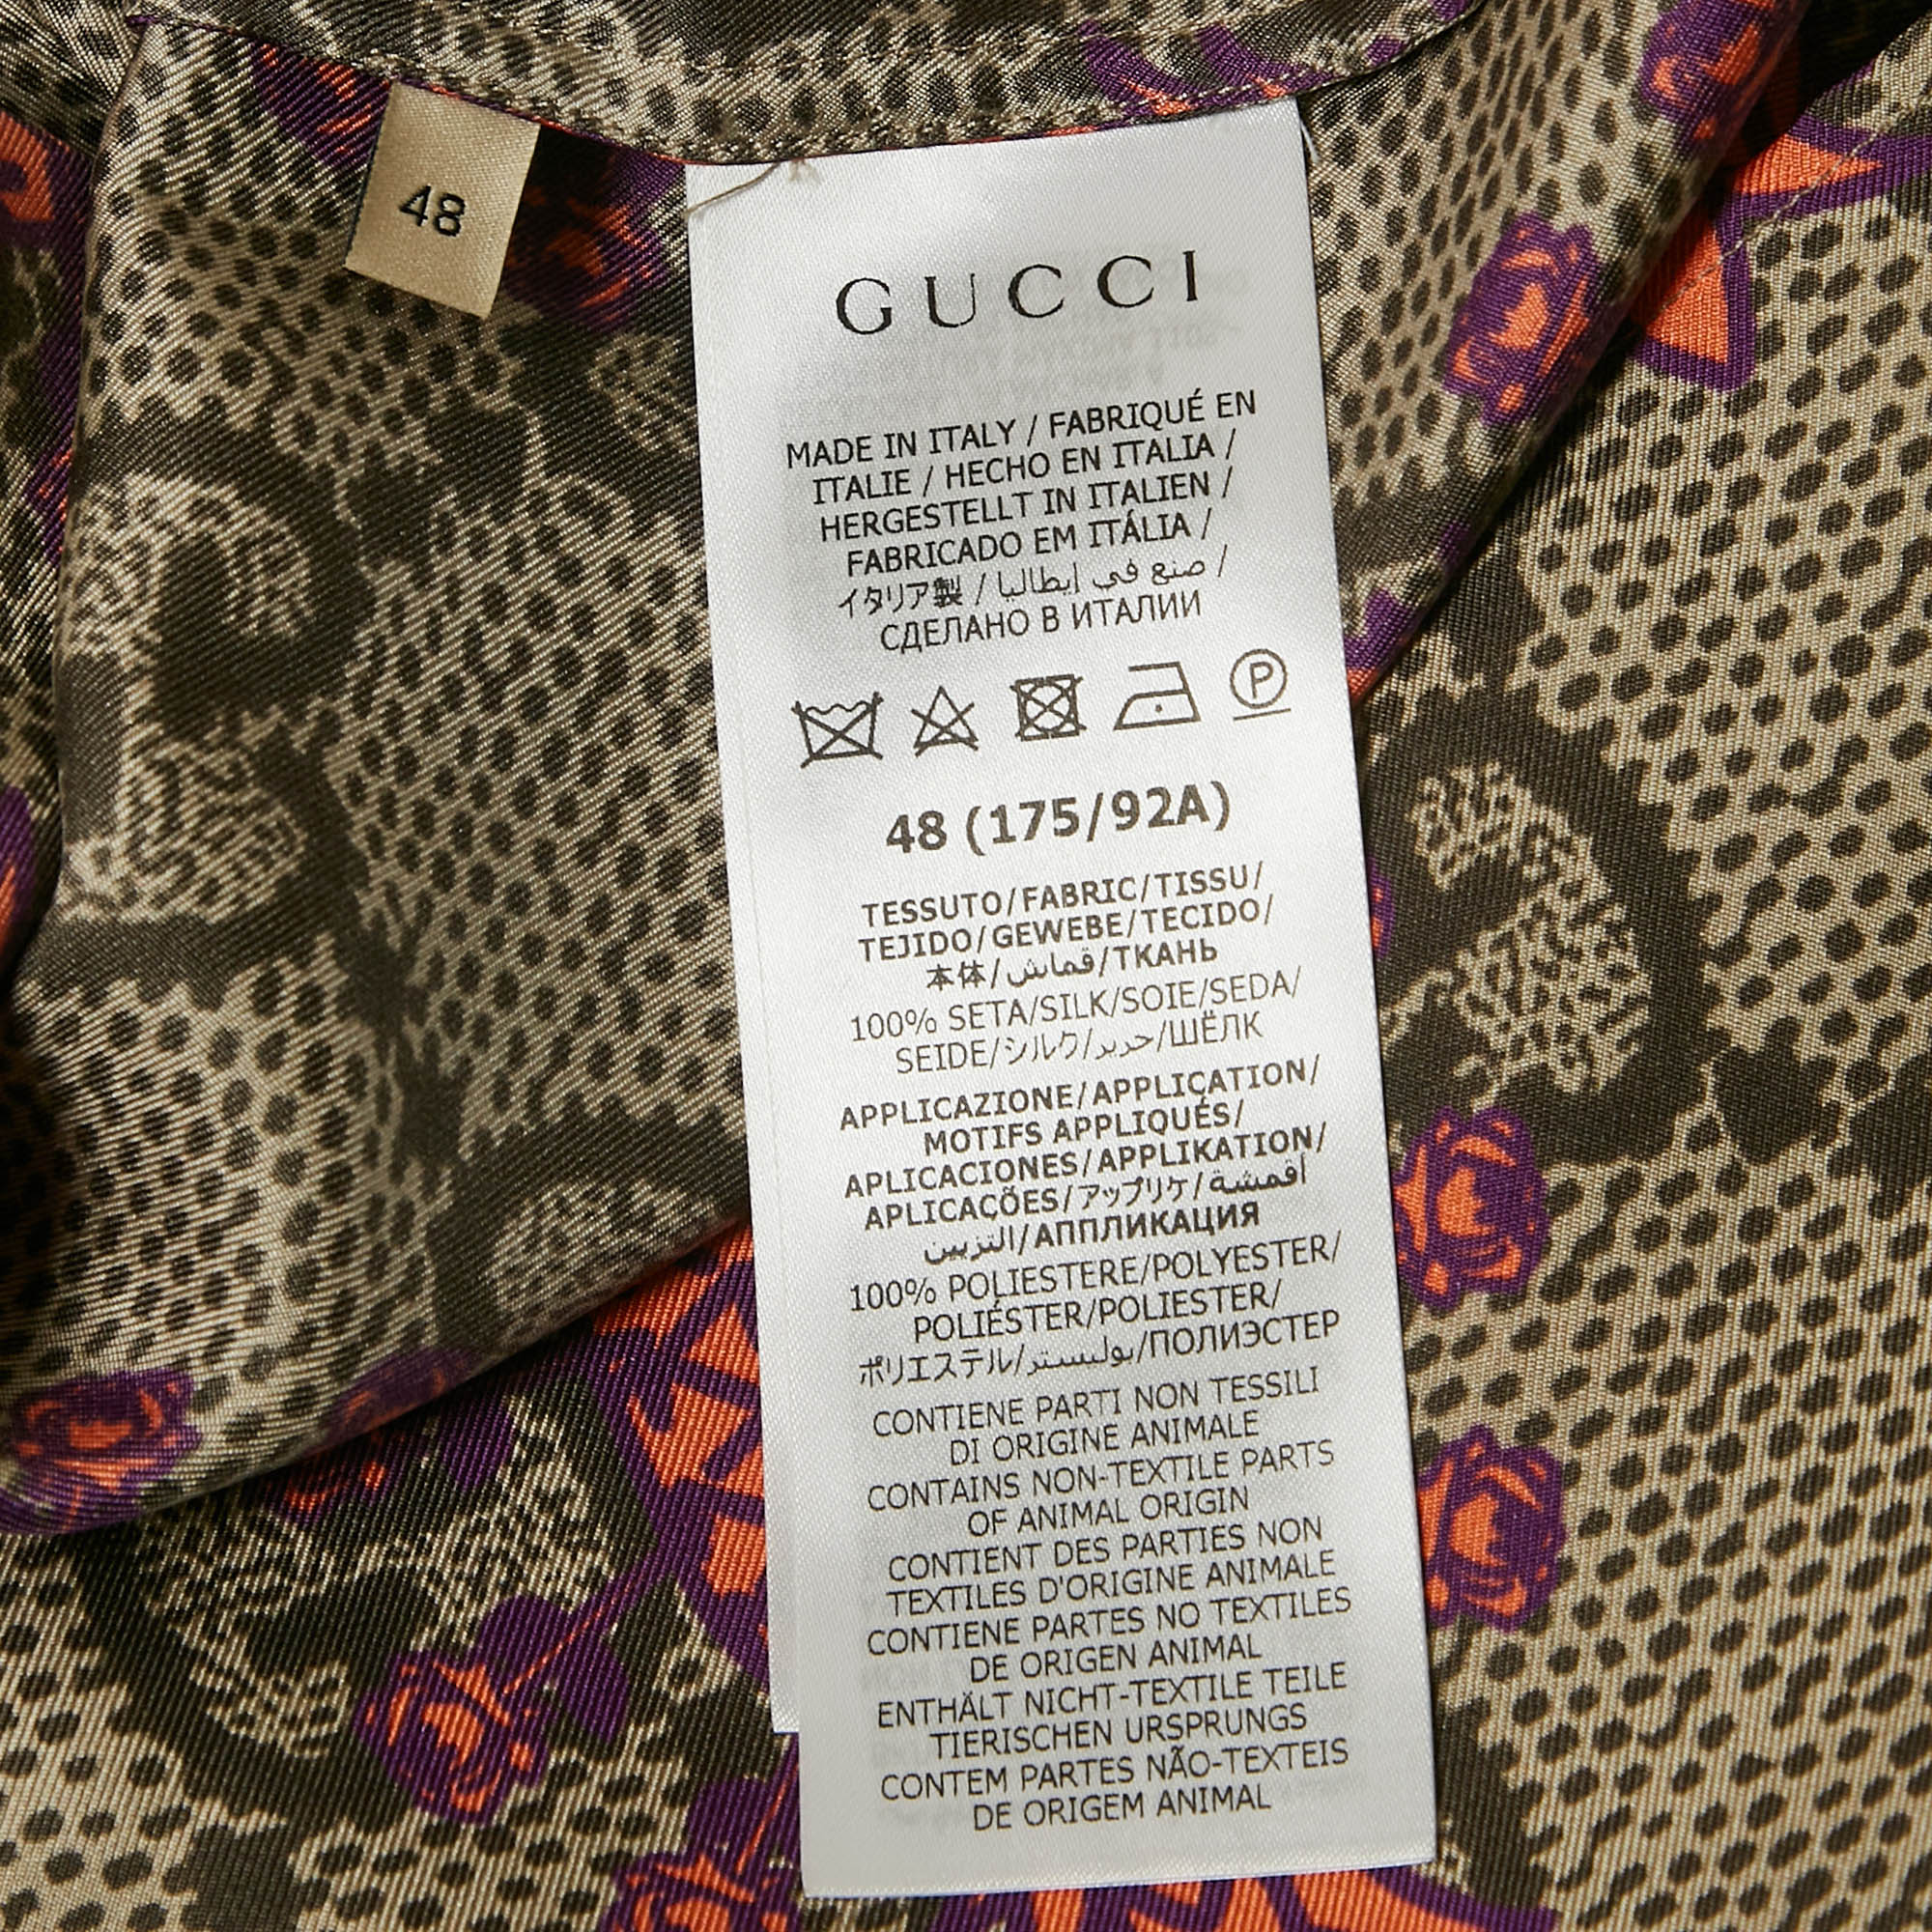 48
GUCCI
MADE IN ITALY / FABRIQUÉ EN
ITALIE / HECHO EN ITALIA /
HERGESTELLT IN ITALIEN /
FABRICADO EM ITÁLIA /
イタリア製 / صنع في إيطاليا /
СДЕЛАНО В ИТАЛИИ
P
48 (175/92A)
TESSUTO/FABRIC/TISSU/
TEJIDO/GEWEBE/TECIDO/
本体/قماش/ТКАНЬ
100% SETA/SILK/SOIE/SEDA/
SEIDE/シルク/حرير/ШЁЛК
APPLICAZIONE/APPLICATION/
MOTIFS APPLIQUÉS/
APLICACIONES/APPLIKATION/
APLICAÇÕES/アップリケ/أقمشة
التزيين/АППЛИКАЦИЯ
100% POLIESTERE/POLYESTER/
POLIÉSTER/POLIESTER/
ポリエステル/بوليستر/ПОЛИЭСТЕР
CONTIENE PARTI NON TESSILI
DI ORIGINE ANIMALE
CONTAINS NON-TEXTILE PARTS
OF ANIMAL ORIGIN
CONTIENT DES PARTIES NON
TEXTILES D'ORIGINE ANIMALE
CONTIENE PARTES NO TEXTILES
DE ORIGEN ANIMAL
ENTHÄLT NICHT-TEXTILE TEILE
TIERISCHEN URSPRUNGS
CONTEM PARTES NÃO-TEXTEIS
DE ORIGEM ANIMAL